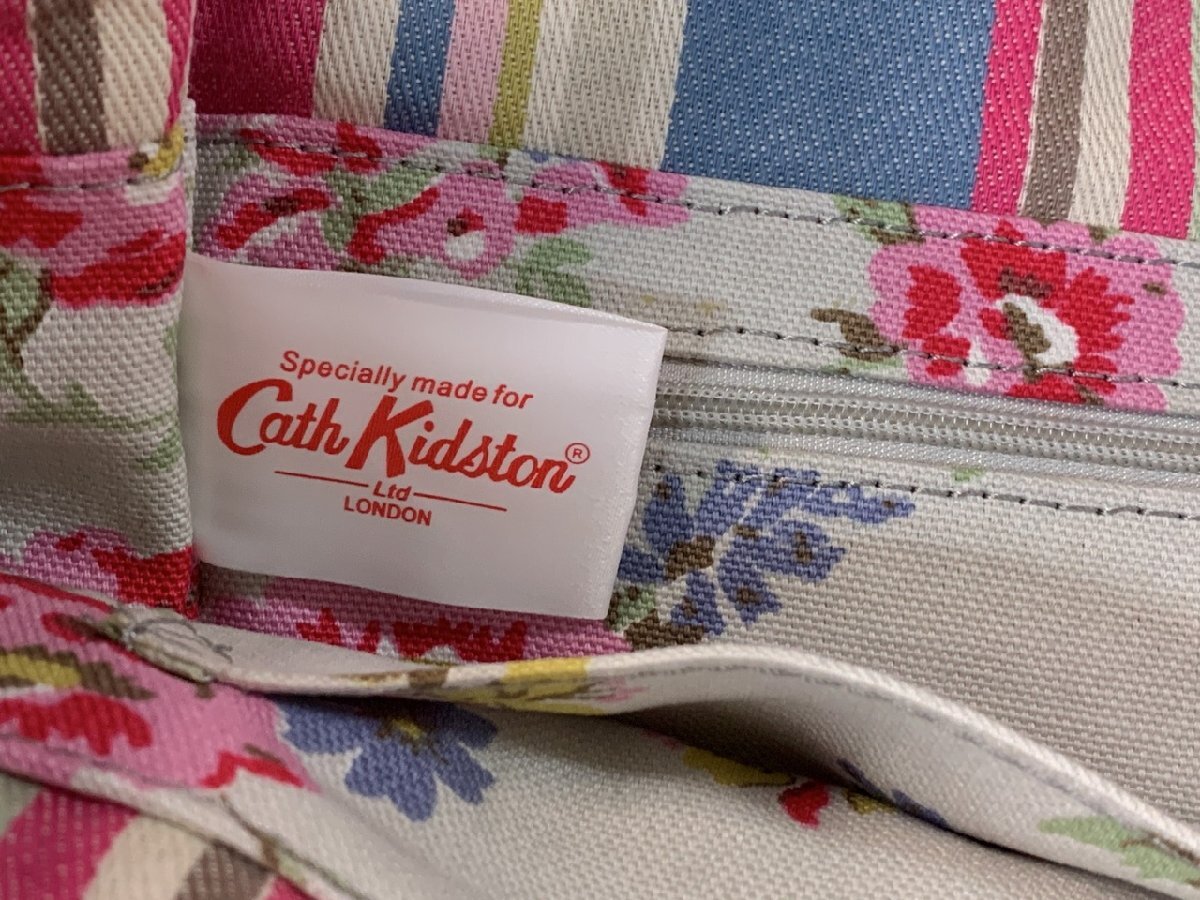 Specially made for
Cath Kidston®
Ltd
LONDON